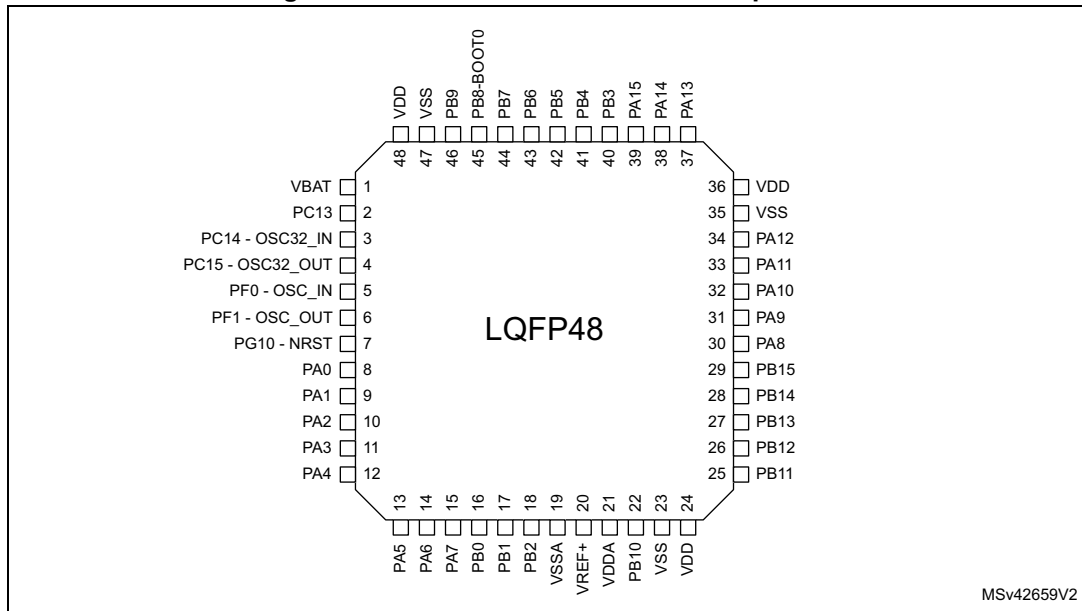 VDD
VSS
PB9
PB8-BOOT0
PB7
PB6
PB5
PB4
PB3
PA15
PA14
PA13
48
47
46
45
44
43
42
41
40
39
38
37
VBAT 1
PC13 2
PC14 - OSC32_IN 3
PC15 - OSC32_OUT 4
PF0 - OSC_IN 5
PF1 - OSC_OUT 6
PG10 - NRST 7
PA0 8
PA1 9
PA2 10
PA3 11
PA4 12
LQFP48
36 VDD
35 VSS
34 PA12
33 PA11
32 PA10
31 PA9
30 PA8
29 PB15
28 PB14
27 PB13
26 PB12
25 PB11
13
14
15
16
17
18
19
20
21
22
23
24
PA5
PA6
PA7
PB0
PB1
PB2
VSSA
VREF+
VDDA
PB10
VSS
VDD
MSv42659V2